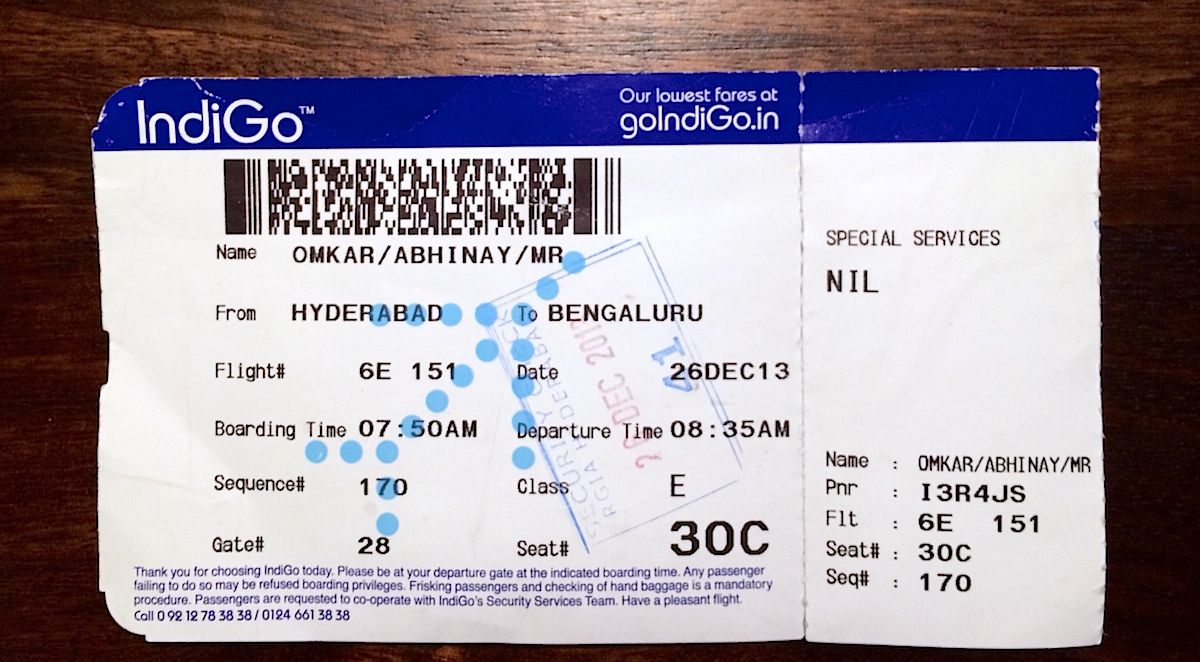 IndiGo™
Our lowest fares at
goIndiGo.in
Name OMKAR/ABHINAY/MR
From HYDERABAD To BENGALURU
Flight# 6E 151 Date 26DEC13
Boarding Time 07:50AM Departure Time 08:35AM
Sequence# 170 Class E
Gate# 28 Seat# 30C
SECURITY CHECK
RGIA HYDERABAD
26 DEC 2013
41
Thank you for choosing IndiGo today. Please be at your departure gate at the indicated boarding time. Any passenger
failing to do so may be refused boarding privileges. Frisking passengers and checking of hand baggage is a mandatory
procedure. Passengers are requested to co-operate with IndiGo's Security Services Team. Have a pleasant flight.
Call 0 92 12 78 38 38 / 0124 661 38 38
SPECIAL SERVICES
NIL
Name : OMKAR/ABHINAY/MR
Pnr : I3R4JS
Flt : 6E 151
Seat# : 30C
Seq# : 170